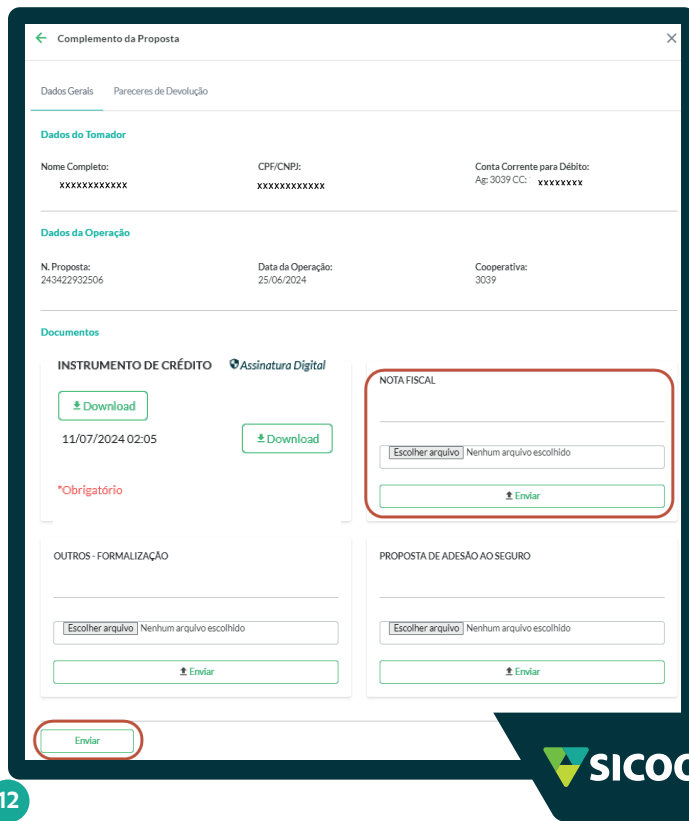 Complemento da Proposta
Dados Gerais Pareceres de Devolução
Dados do Tomador
Nome Completo: CPF/CNPJ: Conta Corrente para Débito:
xxxxxxxxxxxx xxxxxxxxxxxx Ag: 3039 CC: xxxxxxxx
Dados da Operação
N. Proposta: Data da Operação: Cooperativa:
243422932506 25/06/2024 3039
Documentos
INSTRUMENTO DE CRÉDITO Assinatura Digital
Download
11/07/2024 02:05 Download
*Obrigatório
NOTA FISCAL
Escolher arquivo Nenhum arquivo escolhido
Enviar
OUTROS - FORMALIZAÇÃO
Escolher arquivo Nenhum arquivo escolhido
Enviar
PROPOSTA DE ADESÃO AO SEGURO
Escolher arquivo Nenhum arquivo escolhido
Enviar
Enviar
SICOO
12